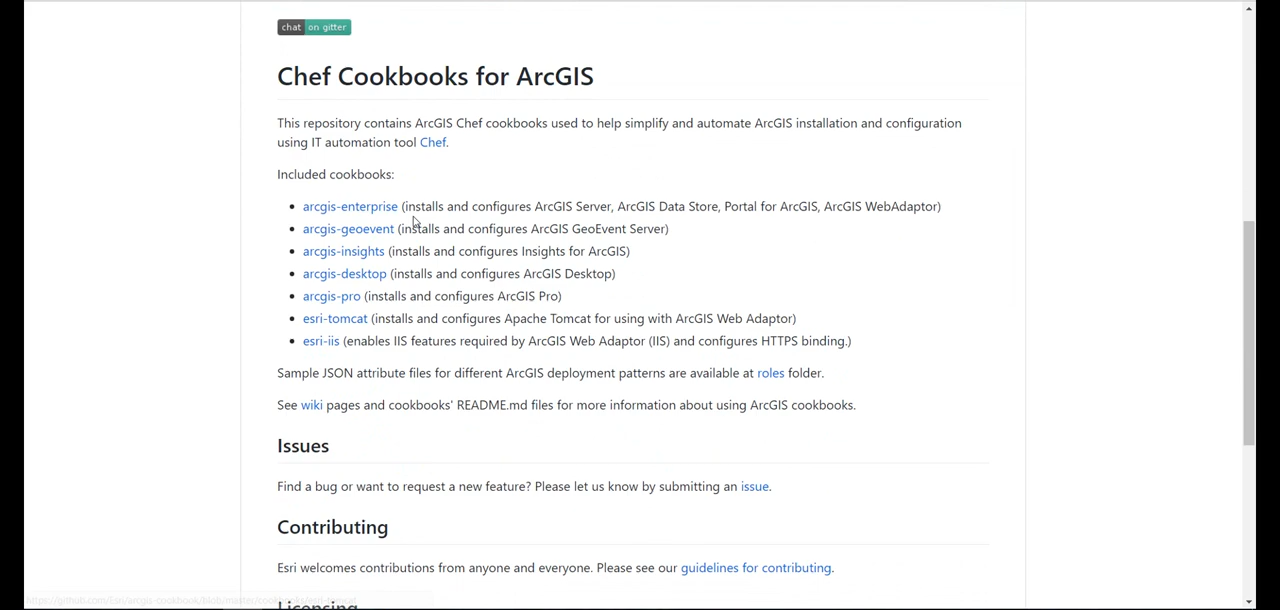 chat on gitter
Chef Cookbooks for ArcGIS
This repository contains ArcGIS Chef cookbooks used to help simplify and automate ArcGIS installation and configuration
using IT automation tool Chef.
Included cookbooks:
• arcgis-enterprise (installs and configures ArcGIS Server, ArcGIS Data Store, Portal for ArcGIS, ArcGIS WebAdaptor)
• arcgis-geoevent (installs and configures ArcGIS GeoEvent Server)
• arcgis-insights (installs and configures Insights for ArcGIS)
• arcgis-desktop (installs and configures ArcGIS Desktop)
• arcgis-pro (installs and configures ArcGIS Pro)
• esri-tomcat (installs and configures Apache Tomcat for using with ArcGIS Web Adaptor)
• esri-iis (enables IIS features required by ArcGIS Web Adaptor (IIS) and configures HTTPS binding.)
Sample JSON attribute files for different ArcGIS deployment patterns are available at roles folder.
See wiki pages and cookbooks' README.md files for more information about using ArcGIS cookbooks.
Issues
Find a bug or want to request a new feature? Please let us know by submitting an issue.
Contributing
Esri welcomes contributions from anyone and everyone. Please see our guidelines for contributing.
Licensing